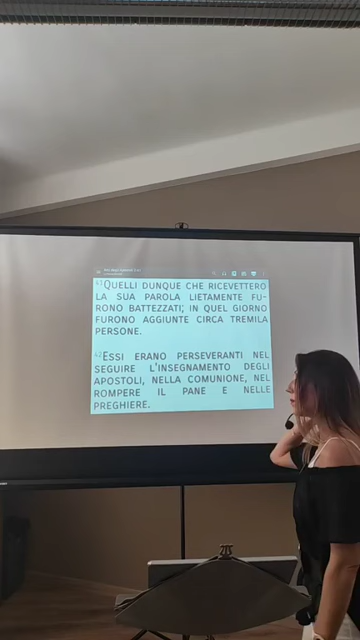 41QUELLI DUNQUE CHE RICEVETTERO
LA SUA PAROLA LIETAMENTE FU-
RONO BATTEZZATI; IN QUEL GIORNO
FURONO AGGIUNTE CIRCA TREMILA
PERSONE.
42ESSI ERANO PERSEVERANTI NEL
SEGUIRE L'INSEGNAMENTO DEGLI
APOSTOLI, NELLA COMUNIONE, NEL
ROMPERE IL PANE E NELLE
PREGHIERE.